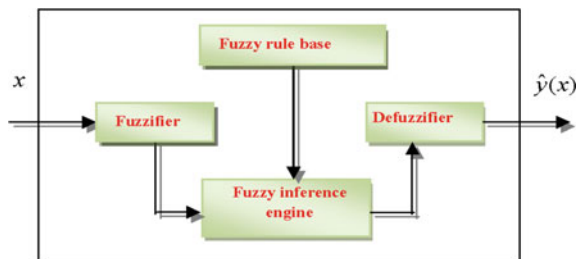 Fuzzy rule base
x
ŷ(x)
Fuzzifier
Defuzzifier
Fuzzy inference
engine